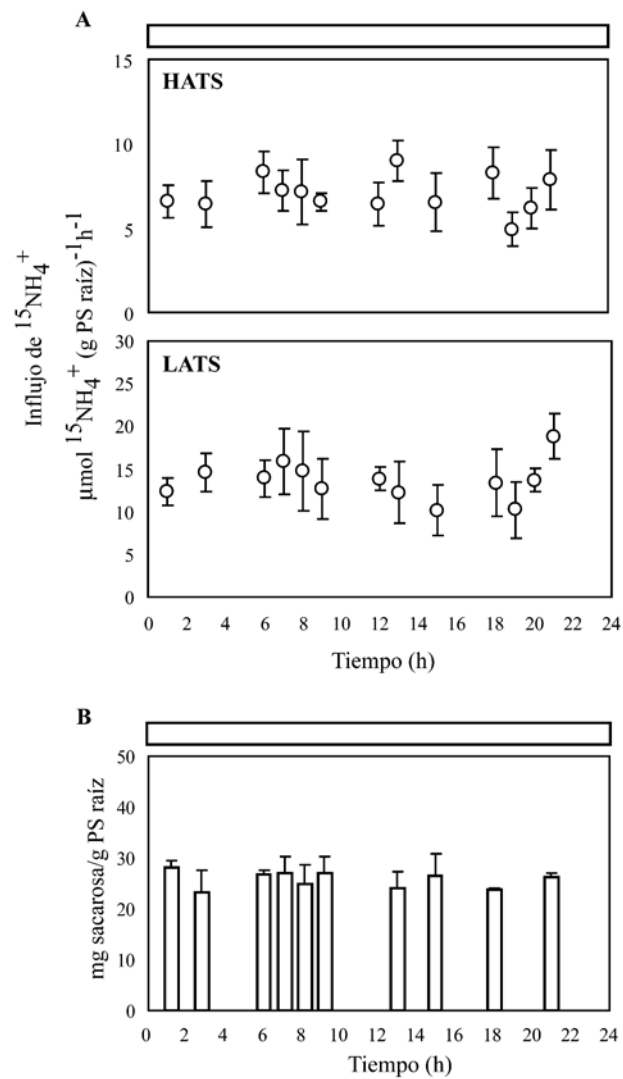 A
HATS
15
10
5
0
Influjo de ¹⁵NH₄⁺
µmol ¹⁵NH₄⁺ (g PS raíz)⁻¹h⁻¹
LATS
30
25
20
15
10
5
0
0 2 4 6 8 10 12 14 16 18 20 22 24
Tiempo (h)
B
50
40
30
20
10
0
mg sacarosa/g PS raíz
0 2 4 6 8 10 12 14 16 18 20 22 24
Tiempo (h)